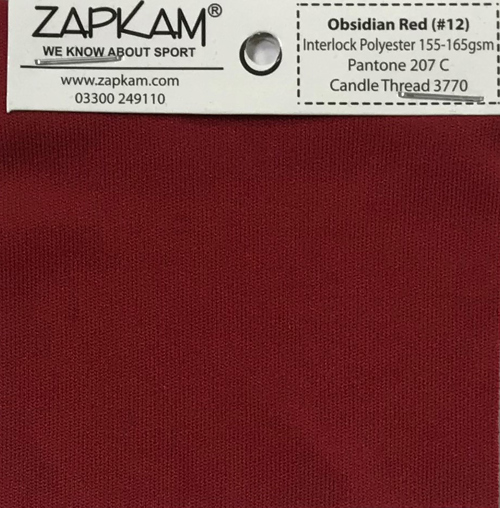 ZAPKAM®
WE KNOW ABOUT SPORT
www.zapkam.com
03300 249110
Obsidian Red (#12)
Interlock Polyester 155-165gsm
Pantone 207 C
Candle Thread 3770